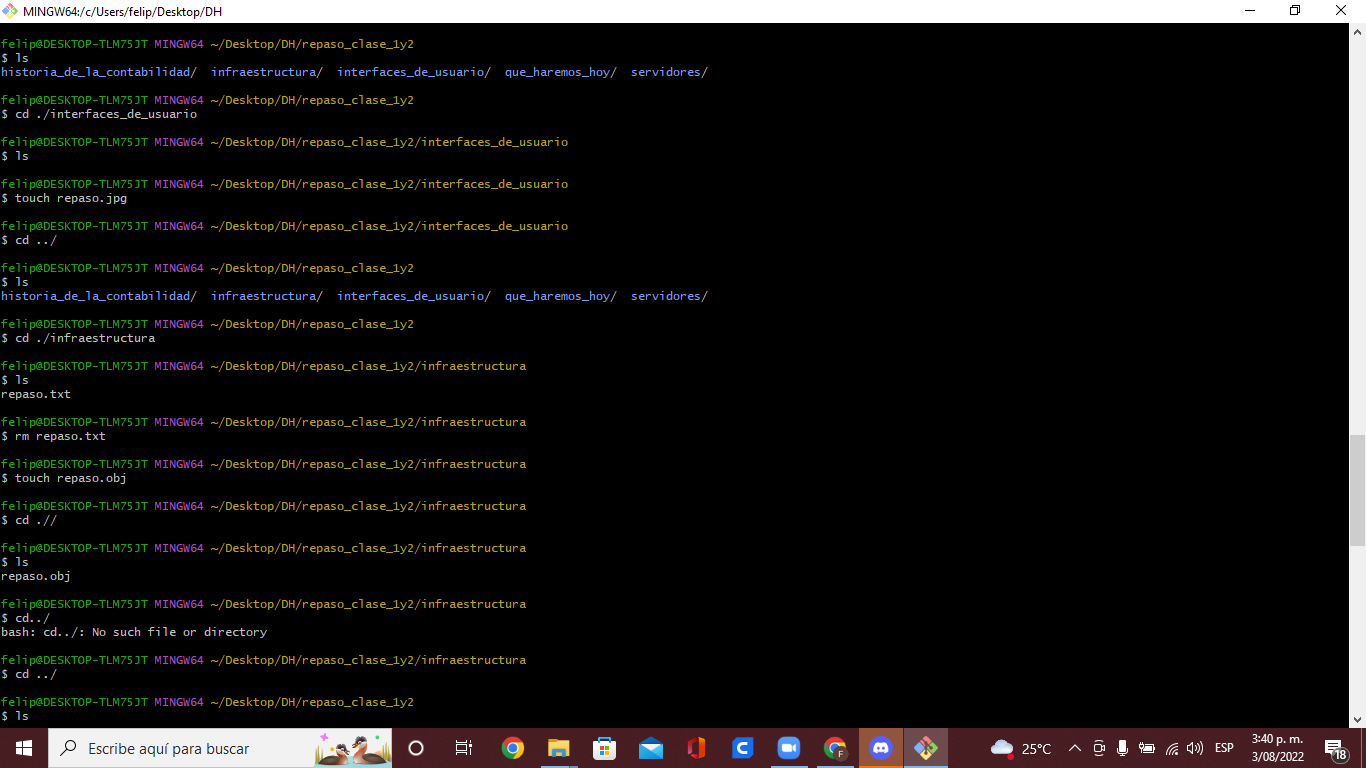 MINGW64:/c/Users/felip/Desktop/DH
felip@DESKTOP-TLM75JT MINGW64 ~/Desktop/DH/repaso_clase_1y2
$ ls
historia_de_la_contabilidad/  infraestructura/  interfaces_de_usuario/  que_haremos_hoy/  servidores/
felip@DESKTOP-TLM75JT MINGW64 ~/Desktop/DH/repaso_clase_1y2
$ cd ./interfaces_de_usuario
felip@DESKTOP-TLM75JT MINGW64 ~/Desktop/DH/repaso_clase_1y2/interfaces_de_usuario
$ ls
felip@DESKTOP-TLM75JT MINGW64 ~/Desktop/DH/repaso_clase_1y2/interfaces_de_usuario
$ touch repaso.jpg
felip@DESKTOP-TLM75JT MINGW64 ~/Desktop/DH/repaso_clase_1y2/interfaces_de_usuario
$ cd ../
felip@DESKTOP-TLM75JT MINGW64 ~/Desktop/DH/repaso_clase_1y2
$ ls
historia_de_la_contabilidad/  infraestructura/  interfaces_de_usuario/  que_haremos_hoy/  servidores/
felip@DESKTOP-TLM75JT MINGW64 ~/Desktop/DH/repaso_clase_1y2
$ cd ./infraestructura
felip@DESKTOP-TLM75JT MINGW64 ~/Desktop/DH/repaso_clase_1y2/infraestructura
$ ls
repaso.txt
felip@DESKTOP-TLM75JT MINGW64 ~/Desktop/DH/repaso_clase_1y2/infraestructura
$ rm repaso.txt
felip@DESKTOP-TLM75JT MINGW64 ~/Desktop/DH/repaso_clase_1y2/infraestructura
$ touch repaso.obj
felip@DESKTOP-TLM75JT MINGW64 ~/Desktop/DH/repaso_clase_1y2/infraestructura
$ cd .//
felip@DESKTOP-TLM75JT MINGW64 ~/Desktop/DH/repaso_clase_1y2/infraestructura
$ ls
repaso.obj
felip@DESKTOP-TLM75JT MINGW64 ~/Desktop/DH/repaso_clase_1y2/infraestructura
$ cd../
bash: cd../: No such file or directory
felip@DESKTOP-TLM75JT MINGW64 ~/Desktop/DH/repaso_clase_1y2/infraestructura
$ cd ../
felip@DESKTOP-TLM75JT MINGW64 ~/Desktop/DH/repaso_clase_1y2
$ ls
Escribe aquí para buscar
25°C
ESP
3:40 p. m.
3/08/2022
18